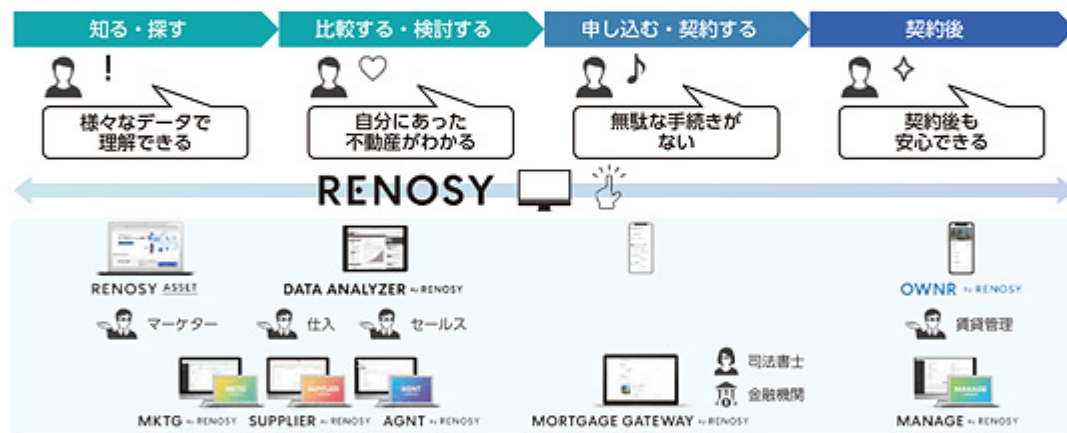 知る・探す
比較する・検討する
申し込む・契約する
契約後
!
様々なデータで
理解できる
自分にあった
不動産がわかる
無駄な手続きが
ない
契約後も
安心できる
RENOSY
RENOSY ASSET
DATA ANALYZER by RENOSY
OWNR by RENOSY
マーケター
仕入
セールス
賃貸管理
司法書士
金融機関
MKTG
SUPPLIER
AGNT
MANAGE
MKTG by RENOSY
SUPPLIER by RENOSY
AGNT by RENOSY
MORTGAGE GATEWAY by RENOSY
MANAGE by RENOSY